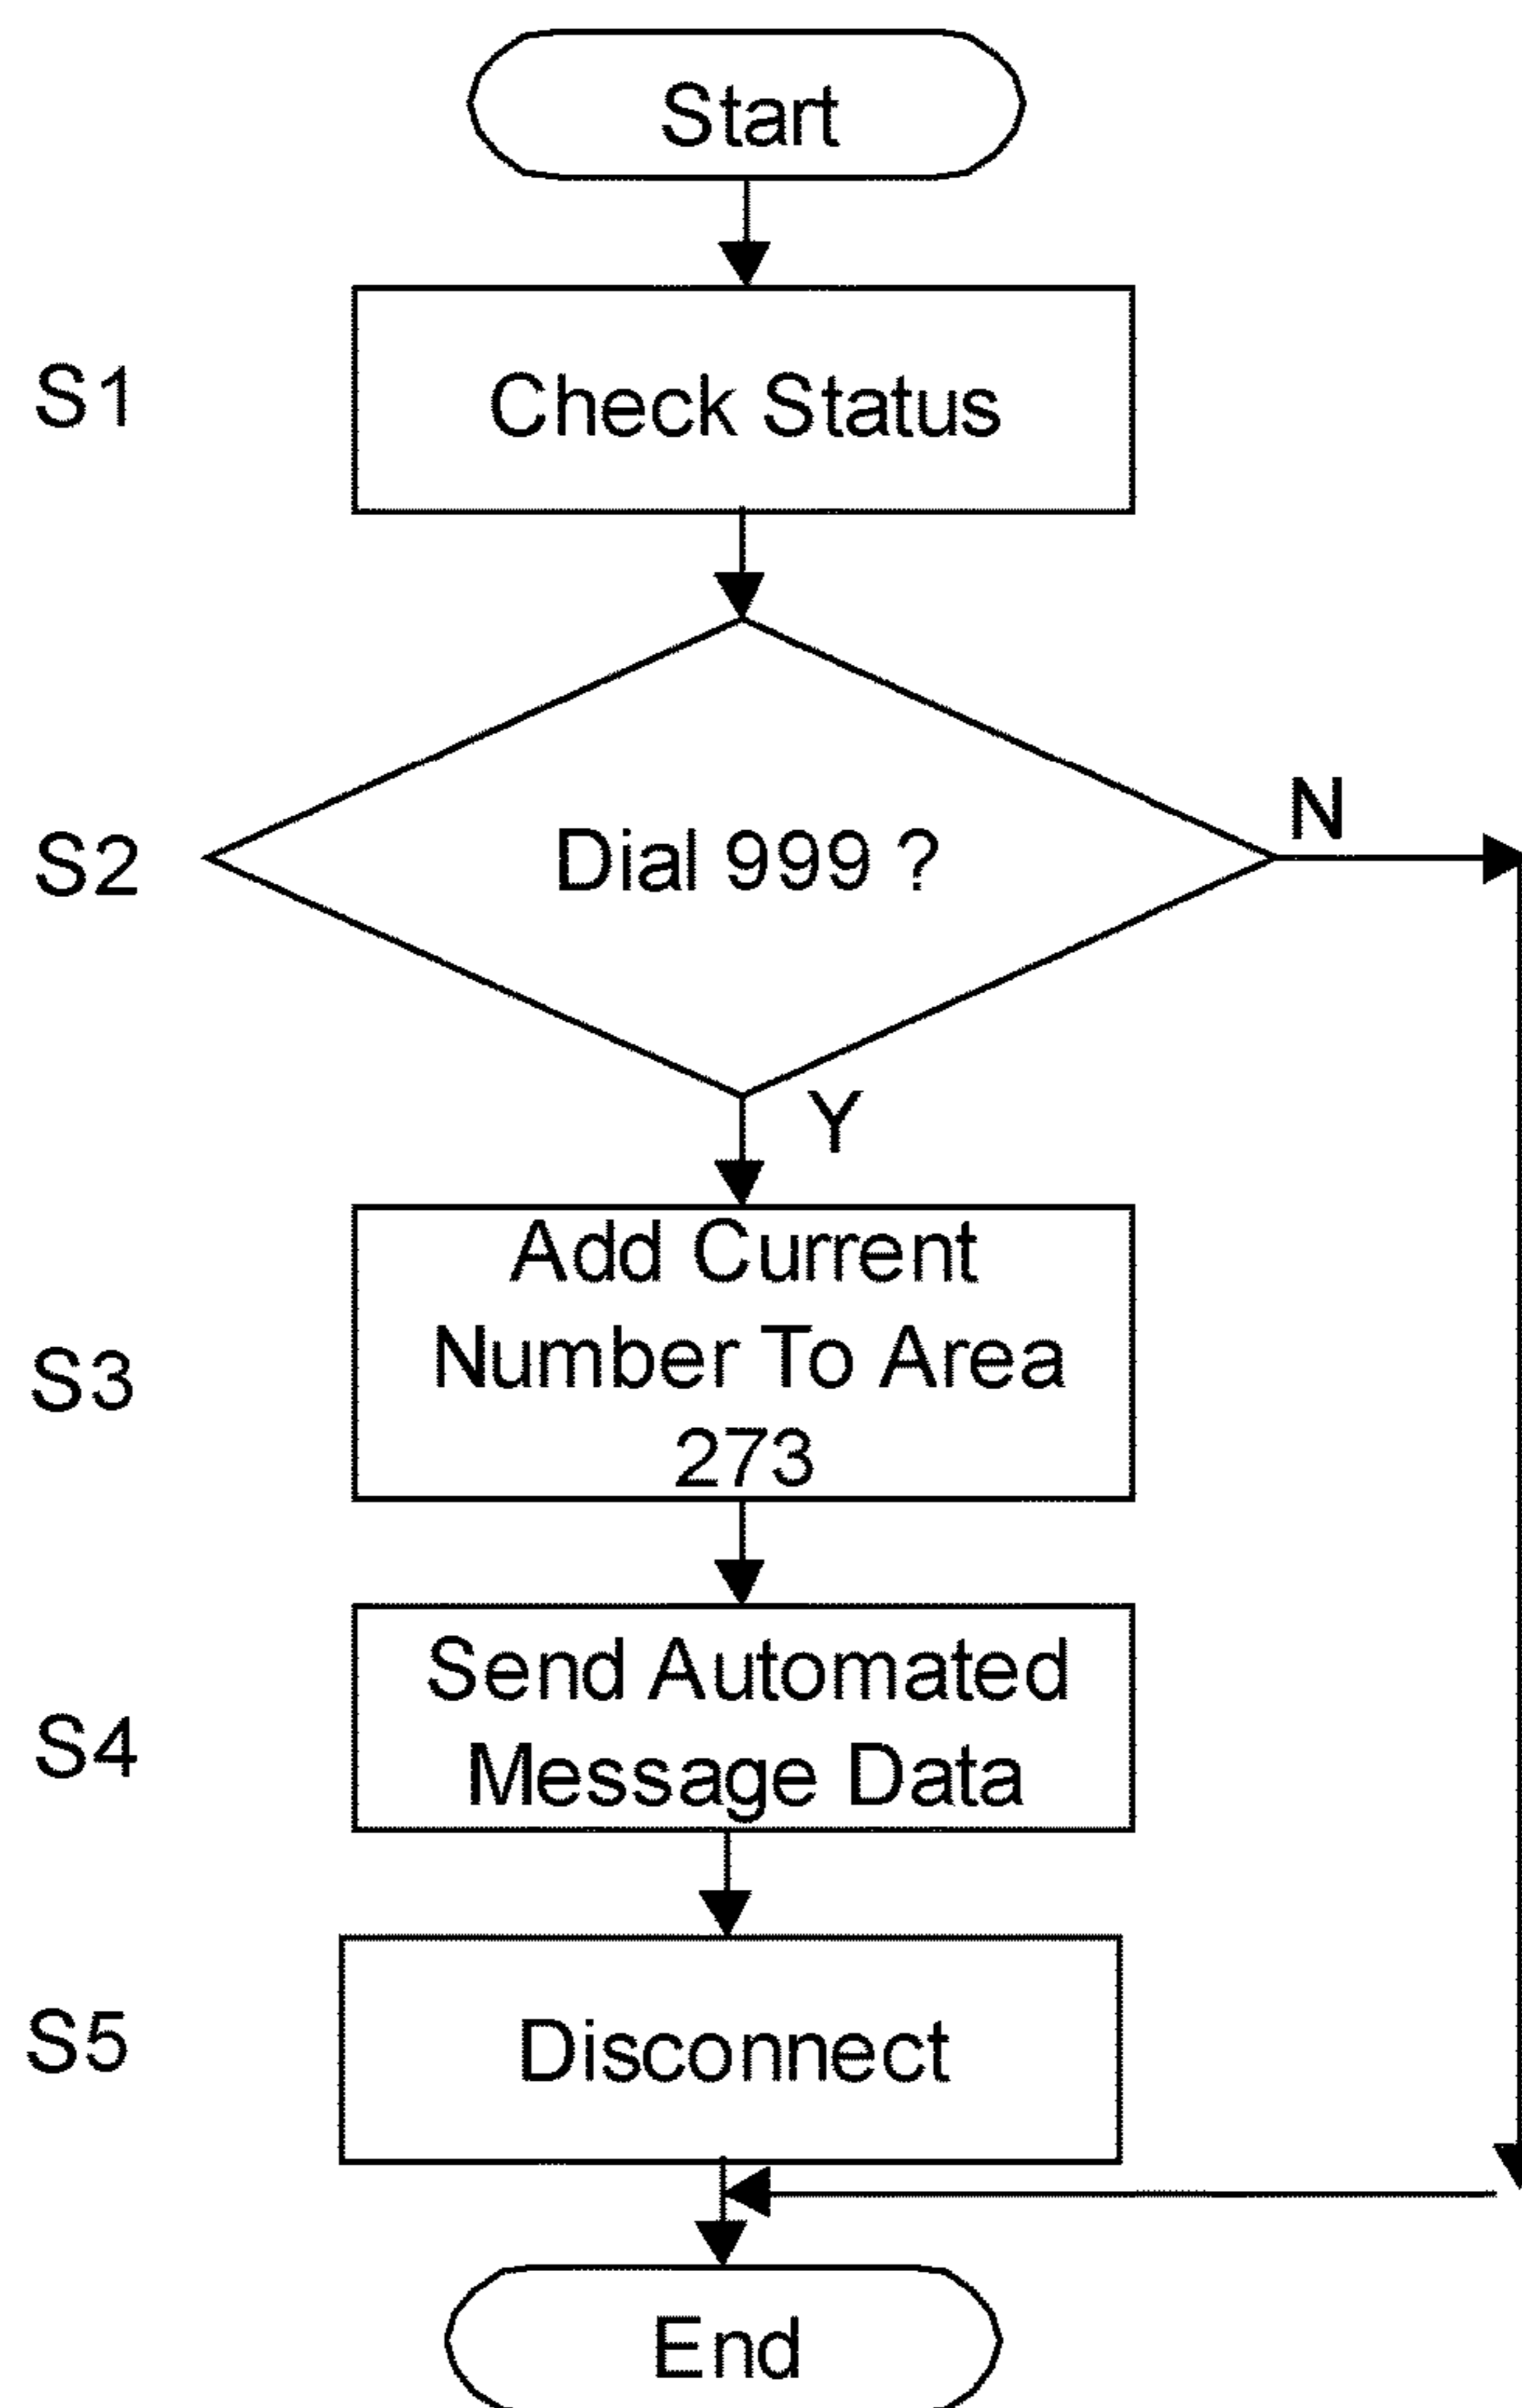 Start
S1
Check Status
S2
Dial 999 ?
N
Y
S3
Add Current
Number To Area
273
S4
Send Automated
Message Data
S5
Disconnect
End